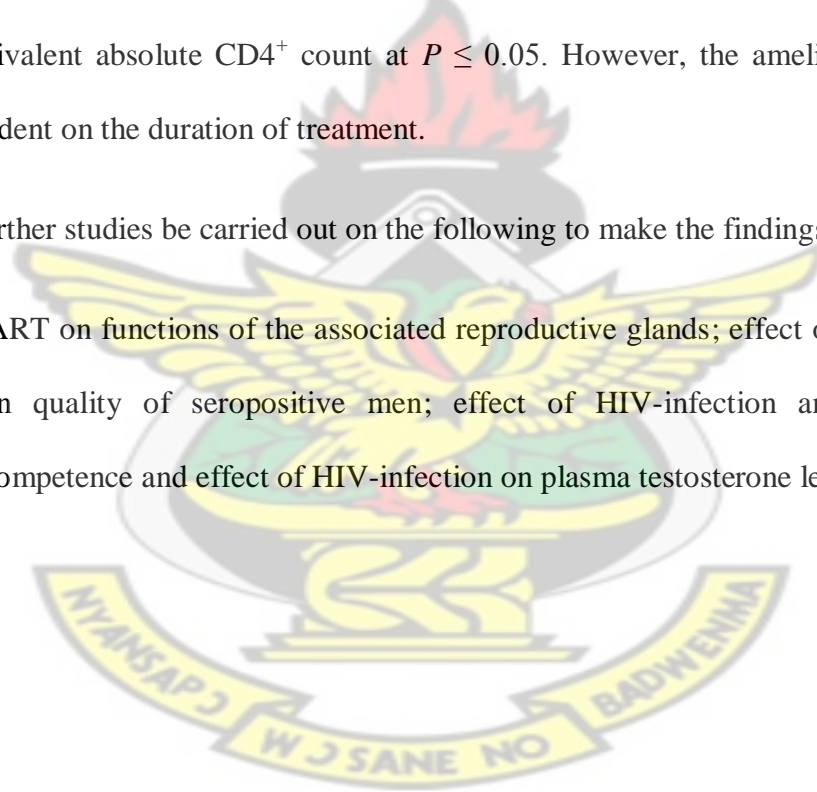 ivalent absolute CD4⁺ count at P ≤ 0.05. However, the ameli
dent on the duration of treatment.
rther studies be carried out on the following to make the findings
ART on functions of the associated reproductive glands; effect o
n quality of seropositive men; effect of HIV-infection an
ompetence and effect of HIV-infection on plasma testosterone le
NYANSAPƆ WƆSANE NO BADWENMA